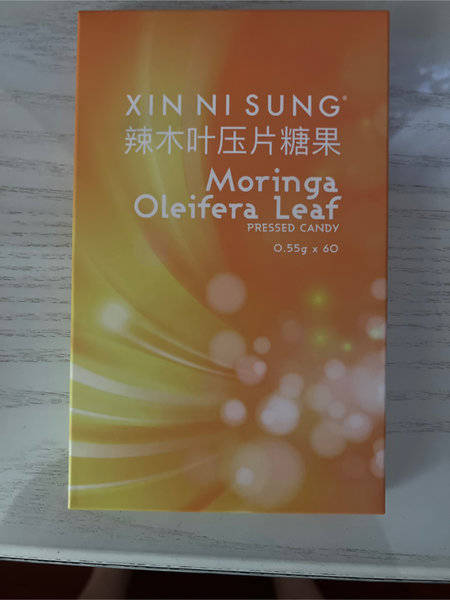 XIN NI SUNG®
辣木叶压片糖果
Moringa
Oleifera Leaf
PRESSED CANDY
0.55g x 60